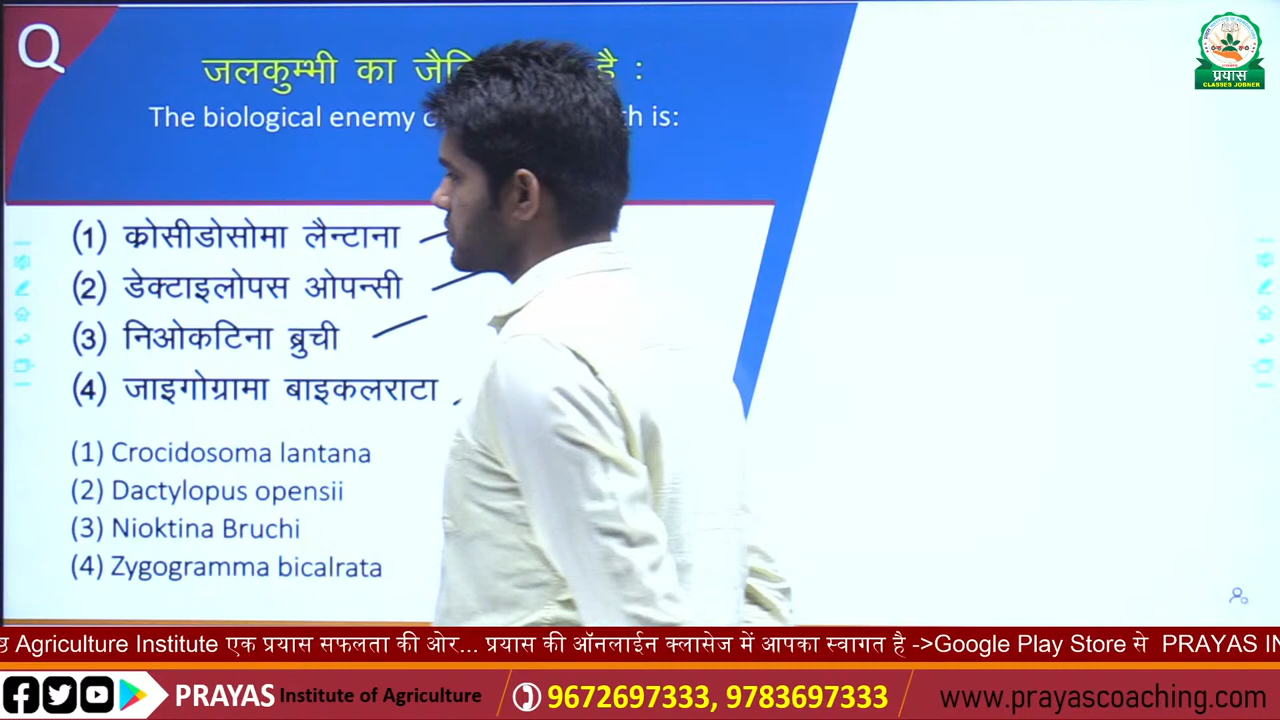 Q
जलकुम्भी का है :
The biological enemy is:
(1) क्रोसीडोसोमा लैन्टाना
(2) डेक्टाइलोपस ओपन्सी
(3) निओकटिना ब्रुची
(4) जाइगोग्रामा बाइकलराटा
(1) Crocidosoma lantana
(2) Dactylopus opensii
(3) Nioktina Bruchi
(4) Zygogramma bicalrata
प्रयास
CLASSES JOBNER
Agriculture Institute एक प्रयास सफलता की ओर... प्रयास की ऑनलाईन क्लासेज में आपका स्वागत है ->Google Play Store से PRAYAS
PRAYAS Institute of Agriculture
9672697333, 9783697333
www.prayascoaching.com